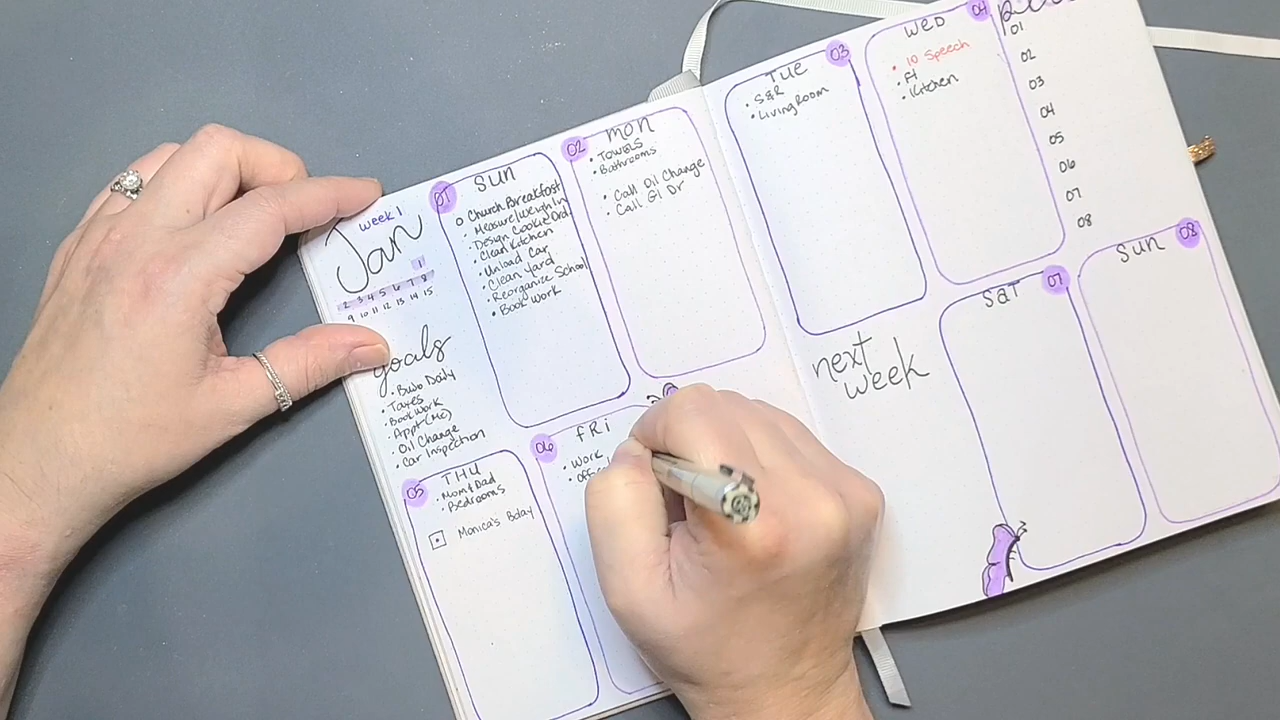 week 1
Jan
1
2 3 4 5 6 7 8
9 10 11 12 13 14 15
goals
• BuJo Daily
• Taxes
• Bookwork
• Appt (Mc)
• Oil Change
• Car Inspection
01
Sun
Church Breakfast
• Measure/Weigh In
• Design Cookie Ord.
• Clean Kitchen
• Unload Car
• Clean Yard
• Reorganize School
• Book work
02
mon
• Towels
• Bathrooms
• Call Oil Change
• Call GI Dr
03
Tue
• S&R
• Living Room
04
WED
• 10 Speech
• Ft
• Kitchen
01
02
03
04
05
06
07
08
05
THU
• Mom & Dad
• Bedrooms
Monica's Bday
06
fRi
• Work
next
week
07
Sat
08
Sun